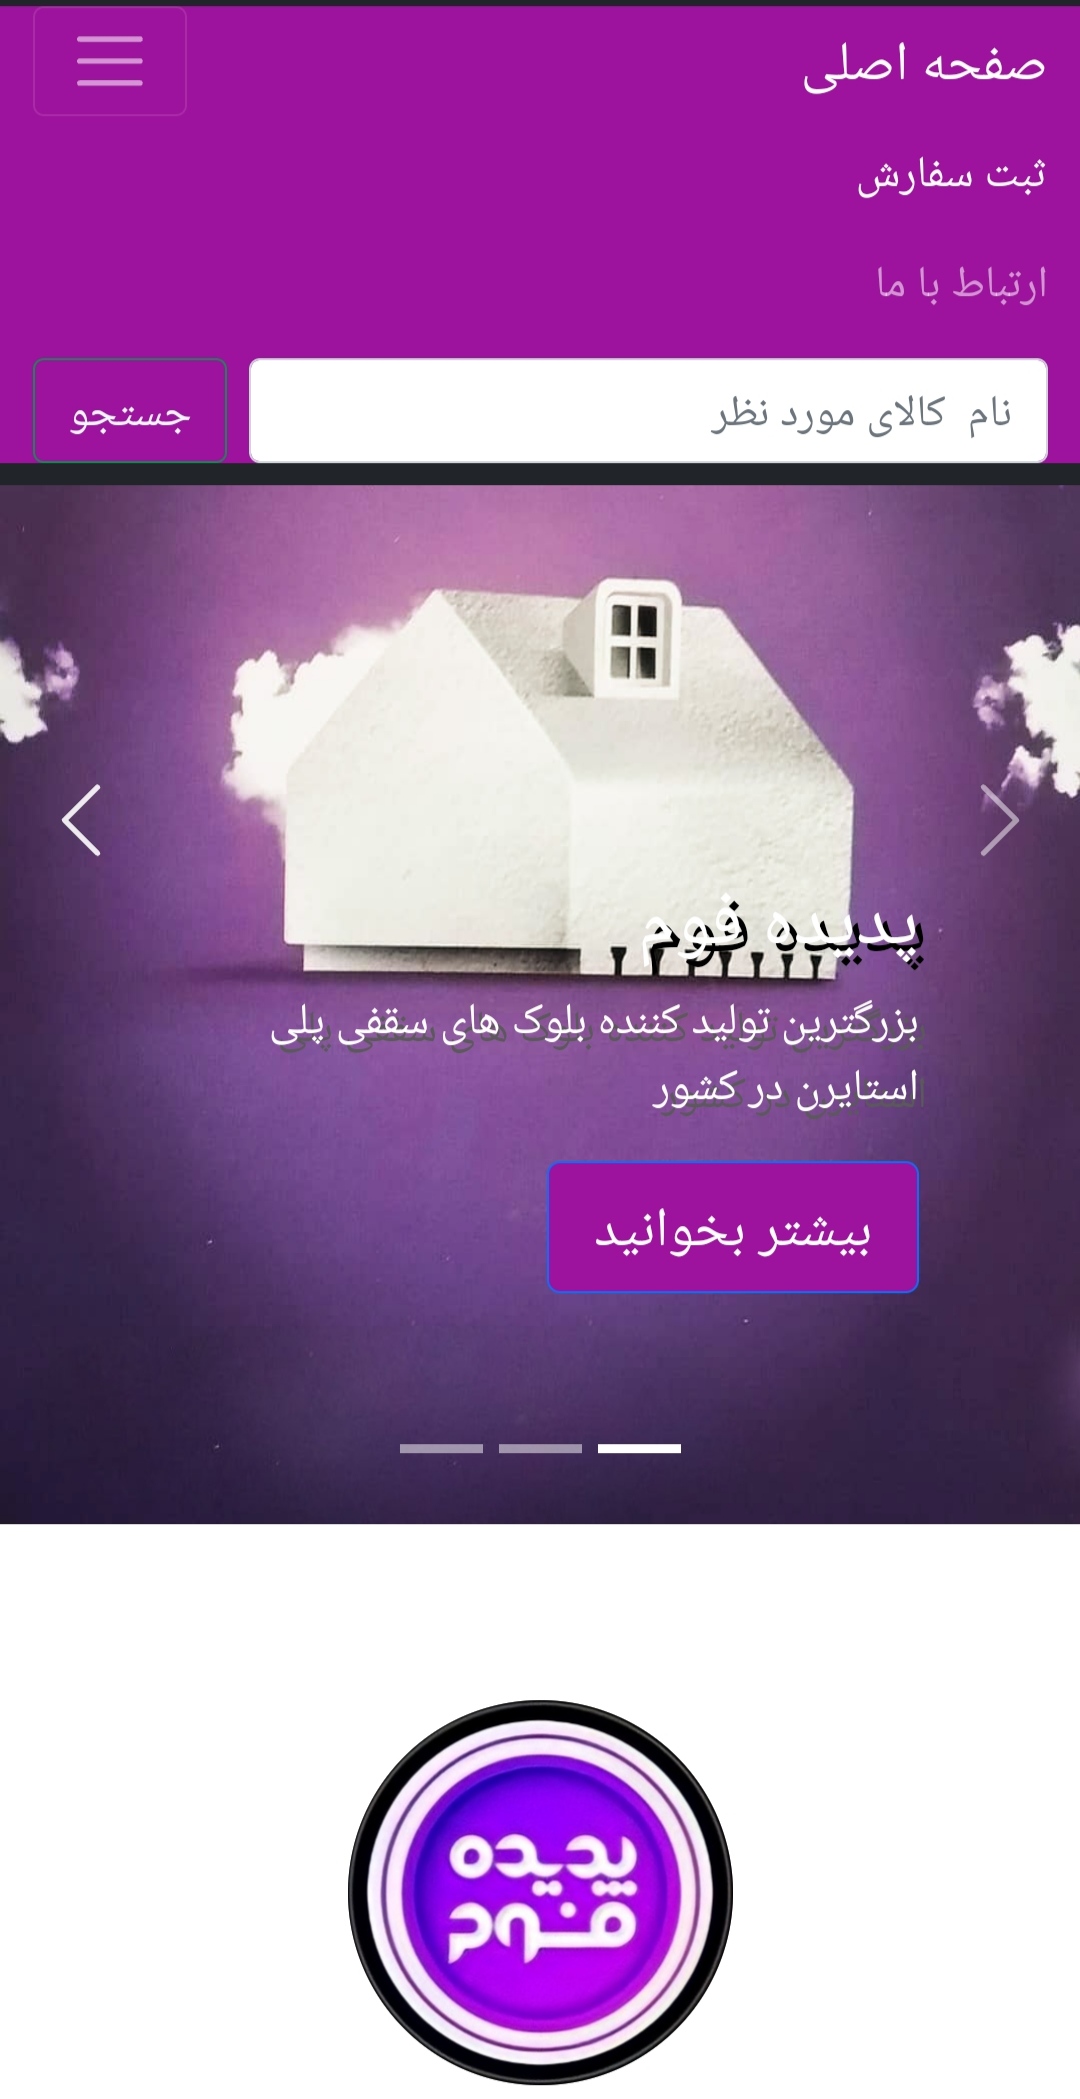 صفحه اصلی
ثبت سفارش
ارتباط با ما
نام کالای مورد نظر
جستجو
پدیده فوم
بزرگترین تولید کننده بلوک های سقفی پلی
استایرن در کشور
بیشتر بخوانید
پدیده
فوم